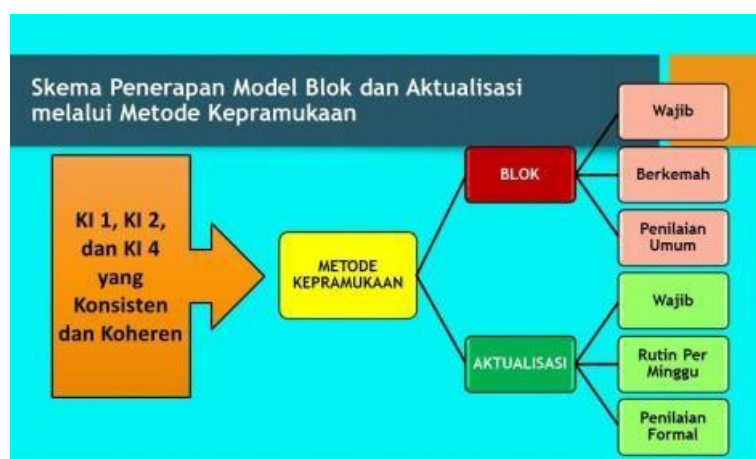 Skema Penerapan Model Blok dan Aktualisasi
melalui Metode Kepramukaan
KI 1, KI 2,
dan KI 4
yang
Konsisten
dan Koheren
METODE
KEPRAMUKAAN
BLOK
Wajib
Berkemah
Penilaian
Umum
AKTUALISASI
Wajib
Rutin Per
Minggu
Penilaian
Formal